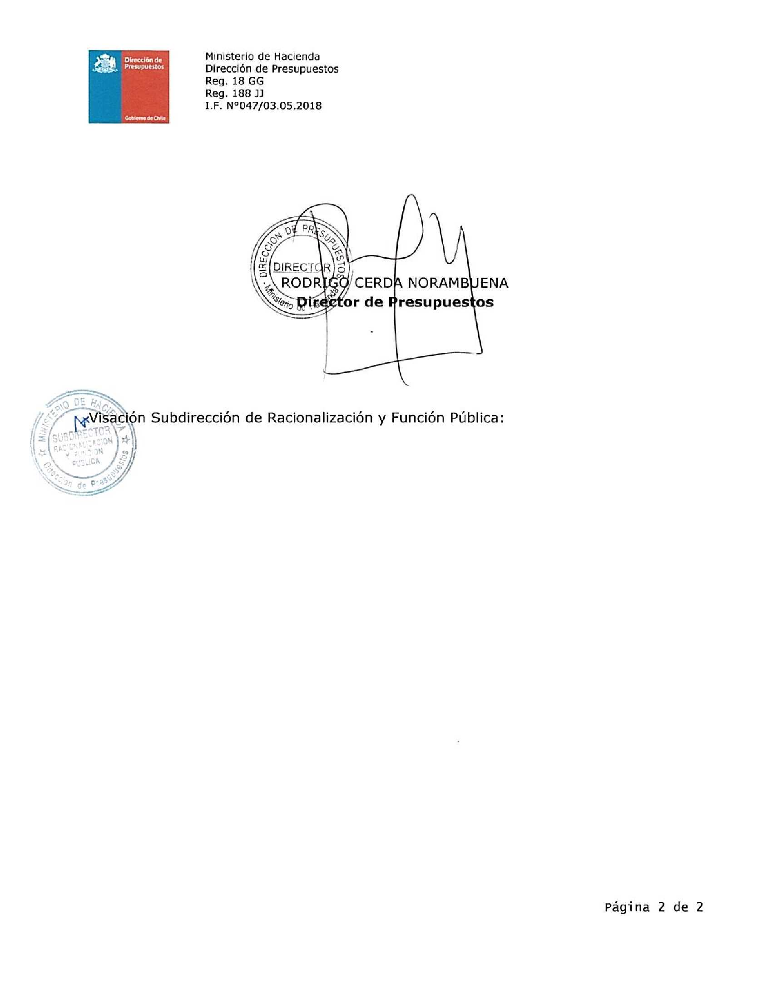 Dirección de
Presupuestos
Gobierno de Chile
Ministerio de Hacienda
Dirección de Presupuestos
Reg. 18 GG
Reg. 188 JJ
I.F. N°047/03.05.2018
DIRECCION DE PRESUPUESTOS
DIRECTOR
- Ministerio de Hacienda
RODRIGO CERDA NORAMBUENA
Director de Presupuestos
Visación Subdirección de Racionalización y Función Pública:
MINISTERIO DE HACIENDA
SUBDIRECTOR
RACIONALIZACION
Y FUNCION
PUBLICA
Dirección de Presupuestos
Página 2 de 2